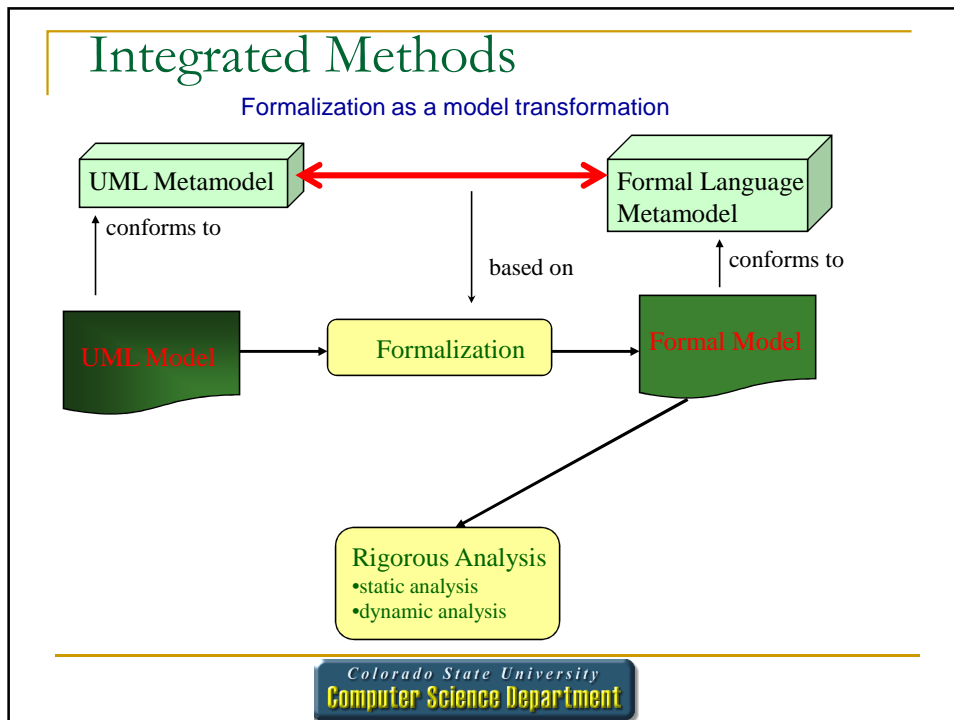 Integrated Methods
Formalization as a model transformation
UML Metamodel
Formal Language
Metamodel
conforms to
based on
conforms to
UML Model
Formalization
Formal Model
Rigorous Analysis
•static analysis
•dynamic analysis
Colorado State University
Computer Science Department